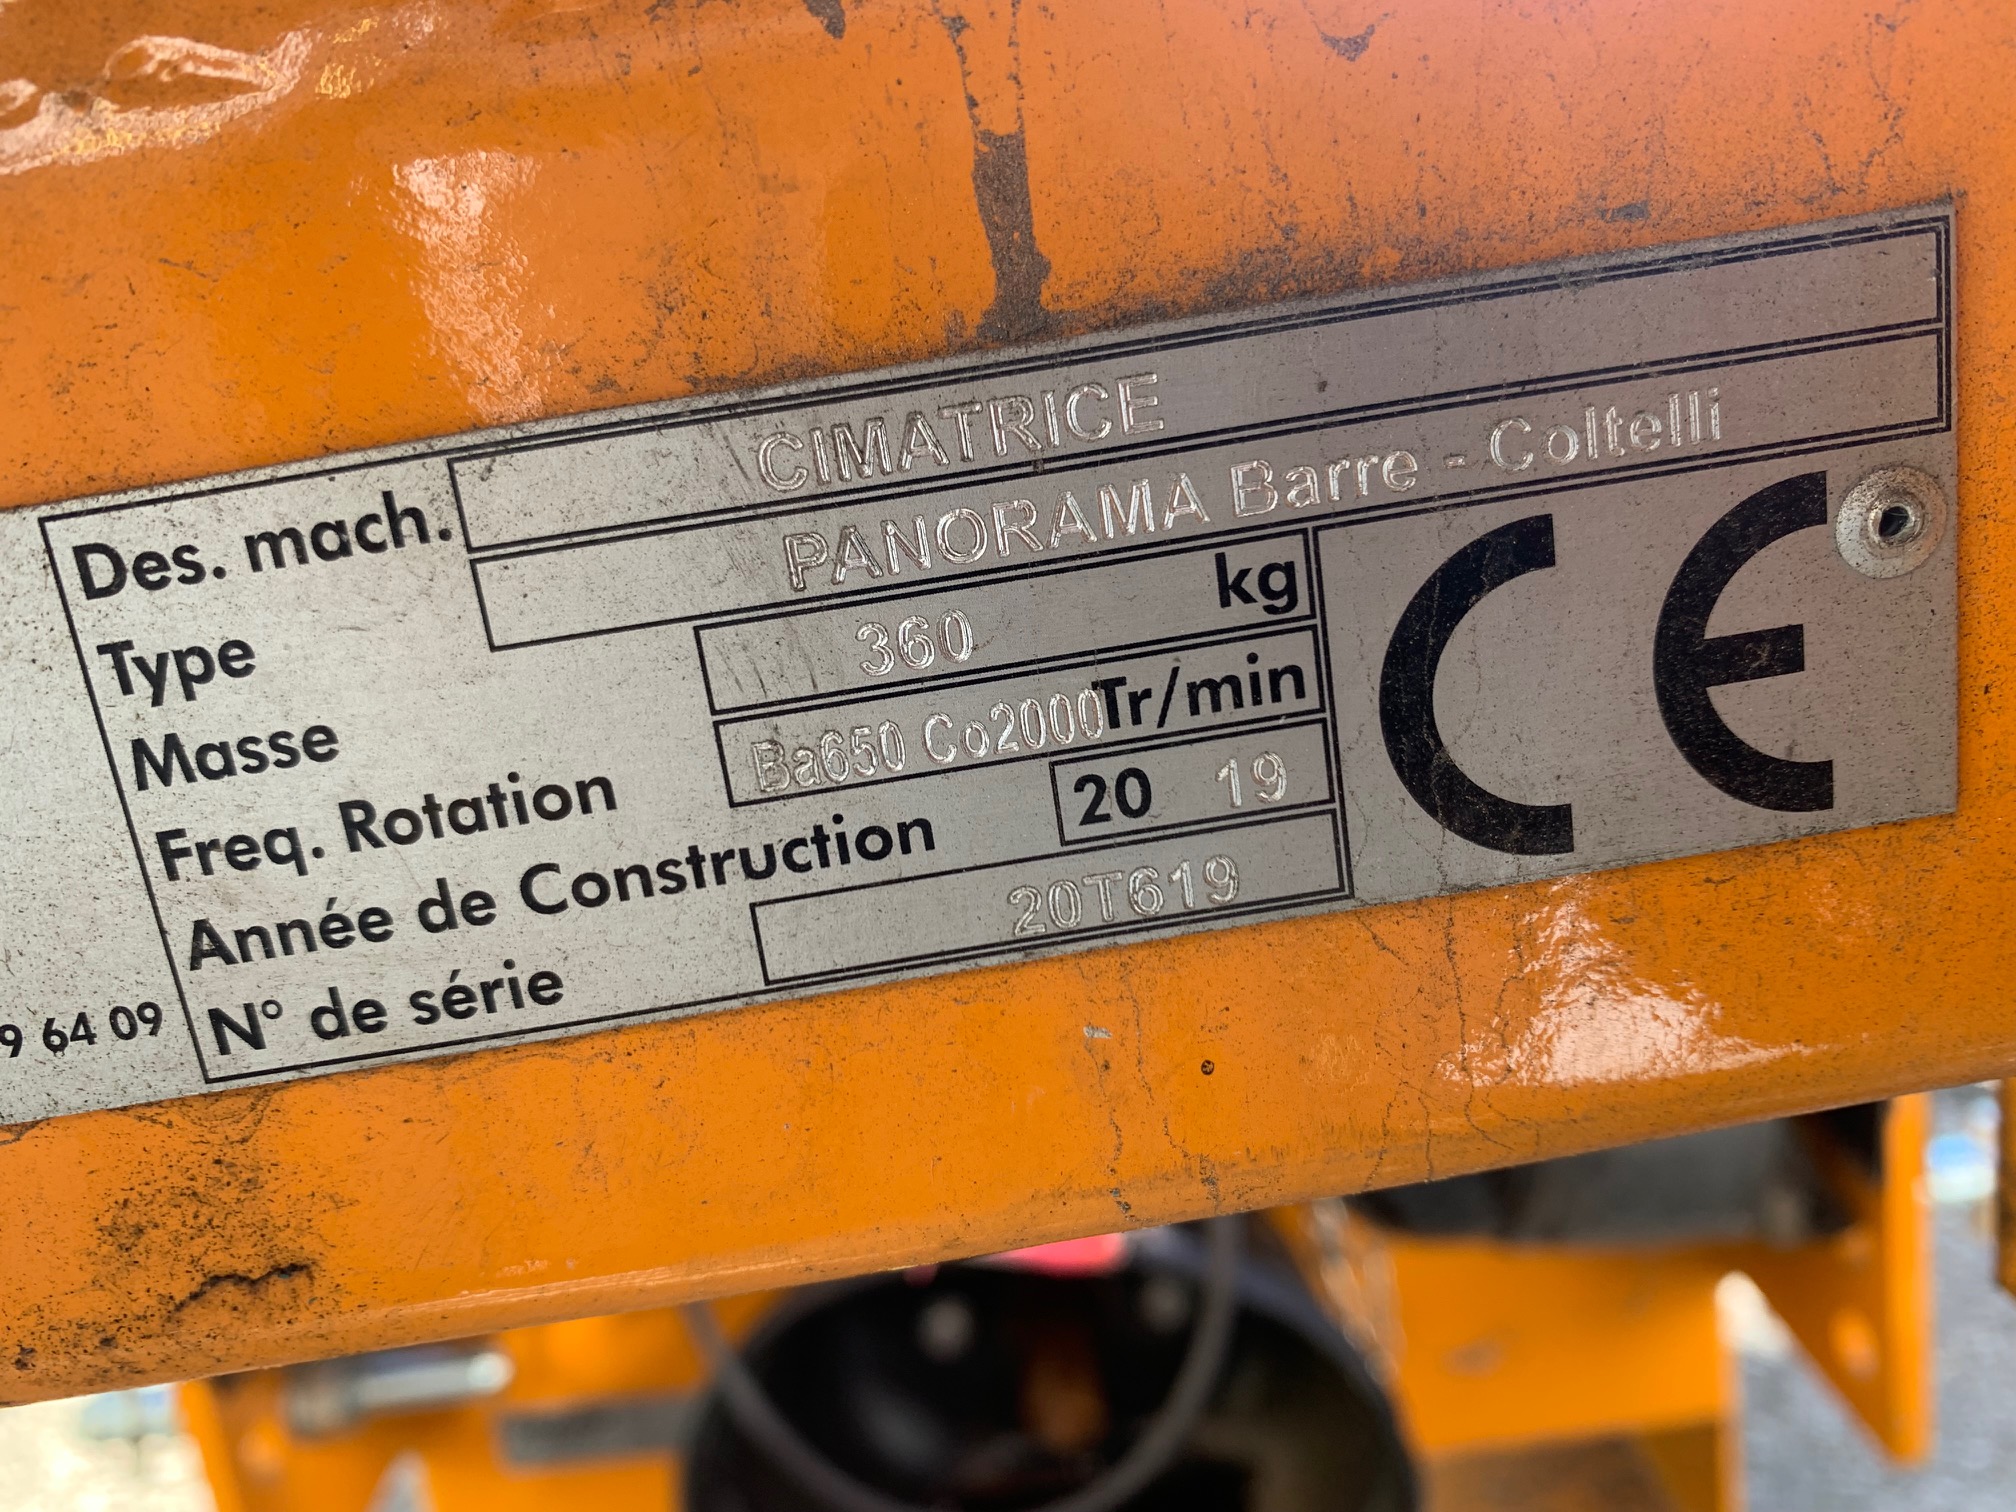 Des. mach. CIMATRICE
Type PANORAMA Barre - Coltelli
Masse 360 kg
Freq. Rotation Ba650 Co2000 Tr/min
Année de Construction 20 19
N° de série 20T619
9 64 09
CE